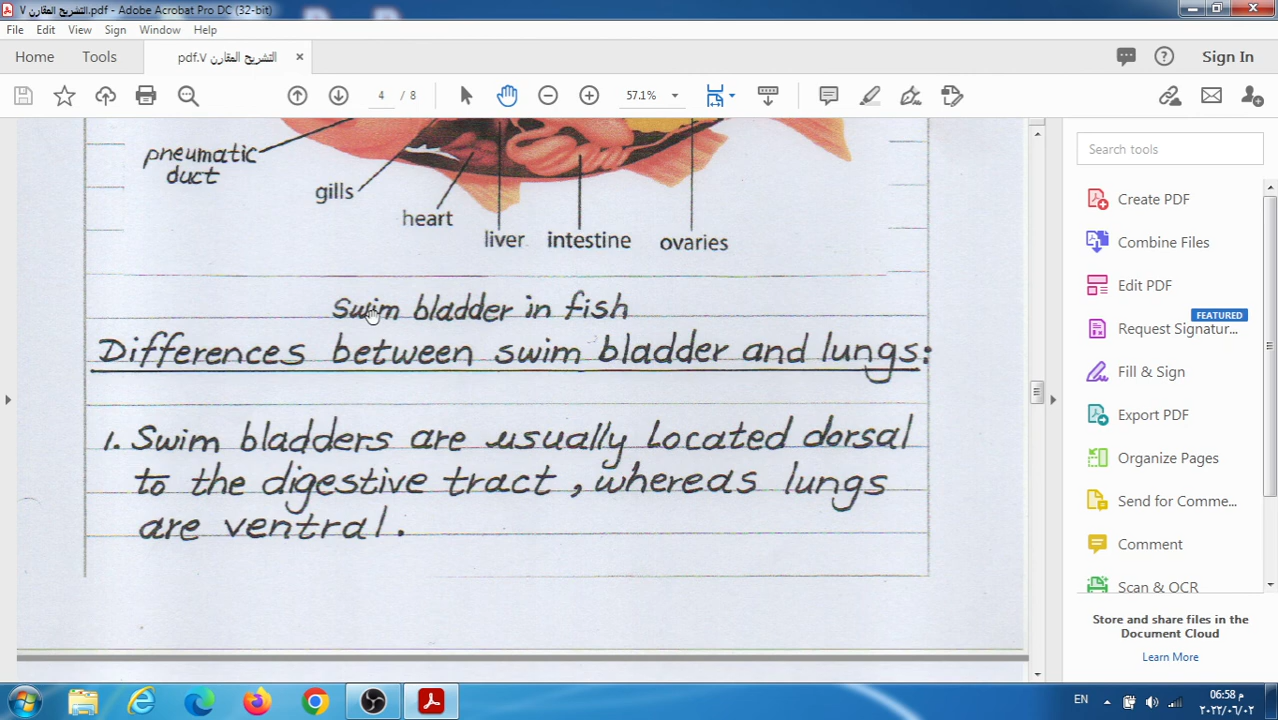 التشريح المقارن V.pdf - Adobe Acrobat Pro DC (32-bit)
File Edit View Sign Window Help
Home Tools التشريح المقارن V.pdf × Sign In
4 / 8 57.1%
pneumatic
duct
gills
heart
liver intestine ovaries
Swim bladder in fish
Differences between swim bladder and lungs:
1. Swim bladders are usually Located dorsal
to the digestive tract, whereas lungs
are ventral.
Search tools
Create PDF
Combine Files
Edit PDF
FEATURED
Request Signatur...
Fill & Sign
Export PDF
Organize Pages
Send for Comme...
Comment
Scan & OCR
Store and share files in the
Document Cloud
Learn More
EN
06:58 م
٢٠٢٢/٠٦/٠٢